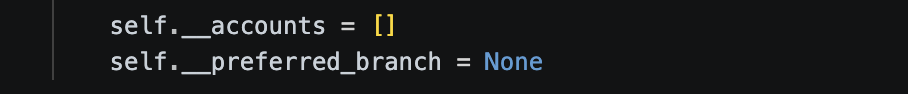 self.__accounts = []
self.__preferred_branch = None